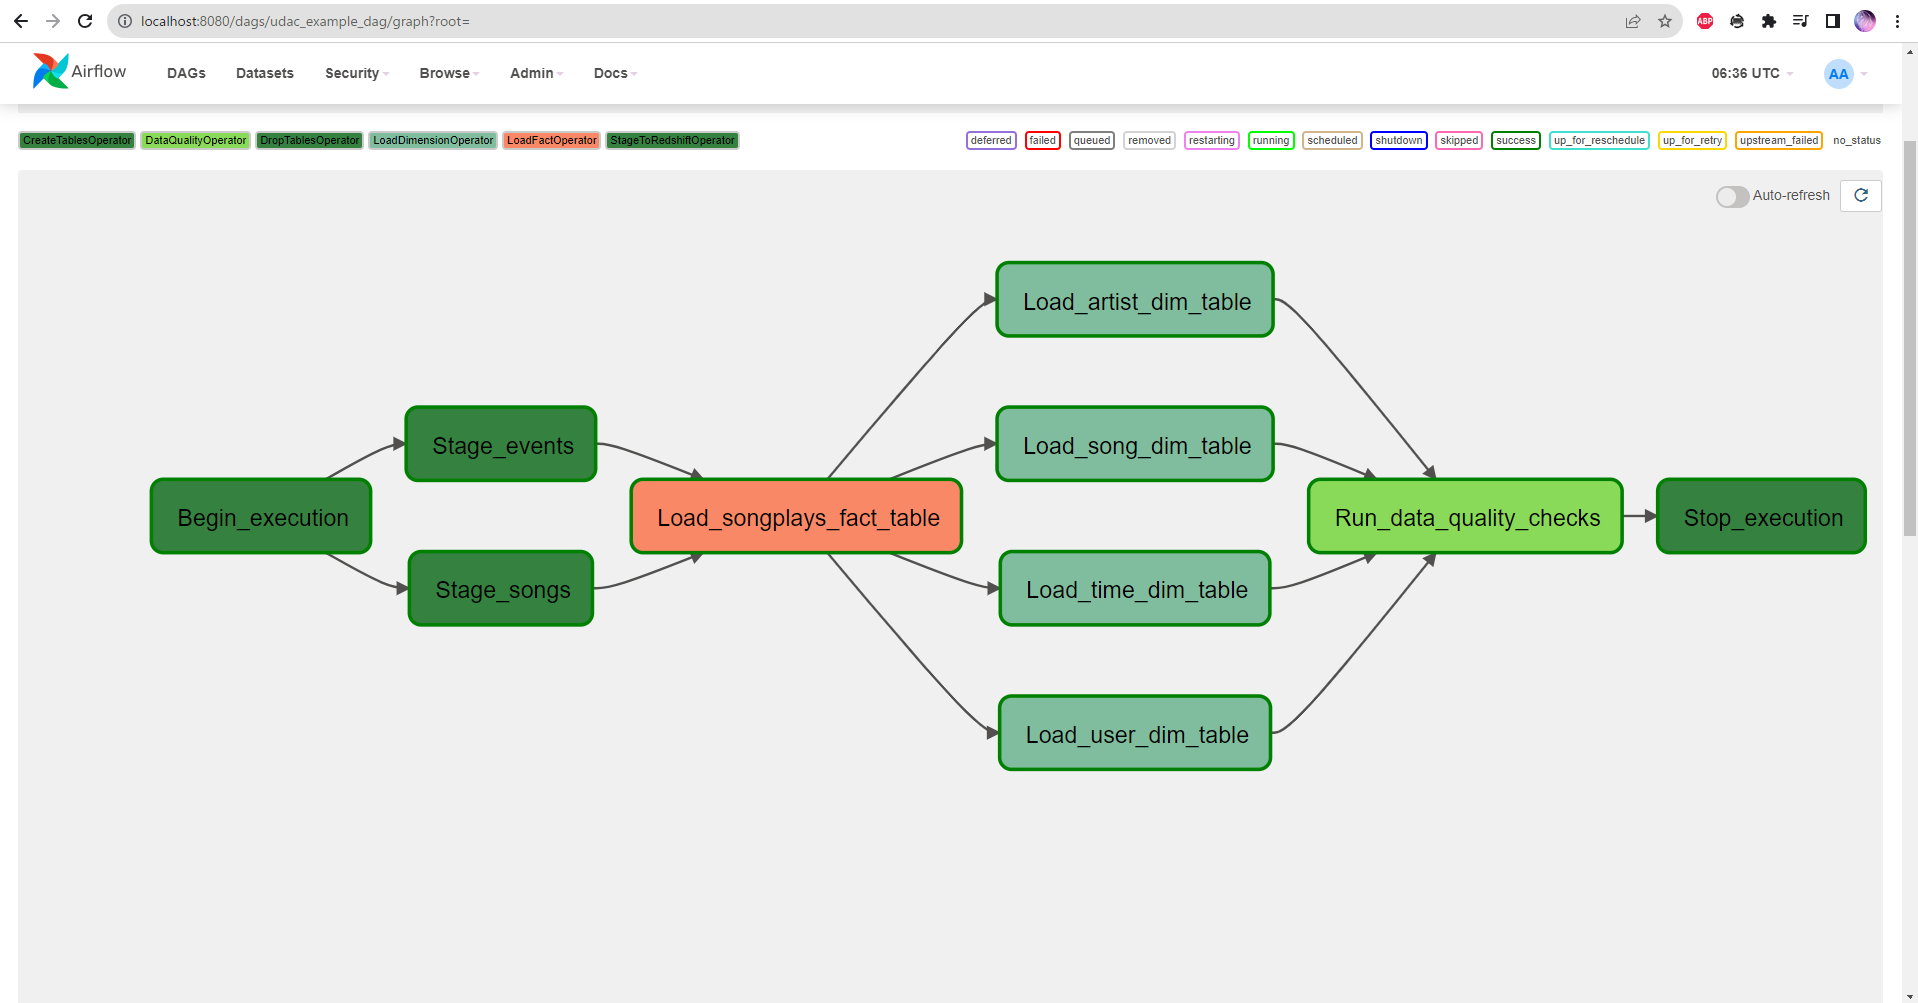 localhost:8080/dags/udac_example_dag/graph?root=
ABP
Airflow DAGs Datasets Security Browse Admin Docs 06:36 UTC AA
CreateTablesOperator DataQualityOperator DropTablesOperator LoadDimensionOperator LoadFactOperator StageToRedshiftOperator deferred failed queued removed restarting running scheduled shutdown skipped success up_for_reschedule up_for_retry upstream_failed no_status
Auto-refresh
Load_artist_dim_table
Stage_events
Load_song_dim_table
Begin_execution
Load_songplays_fact_table
Run_data_quality_checks
Stop_execution
Stage_songs
Load_time_dim_table
Load_user_dim_table